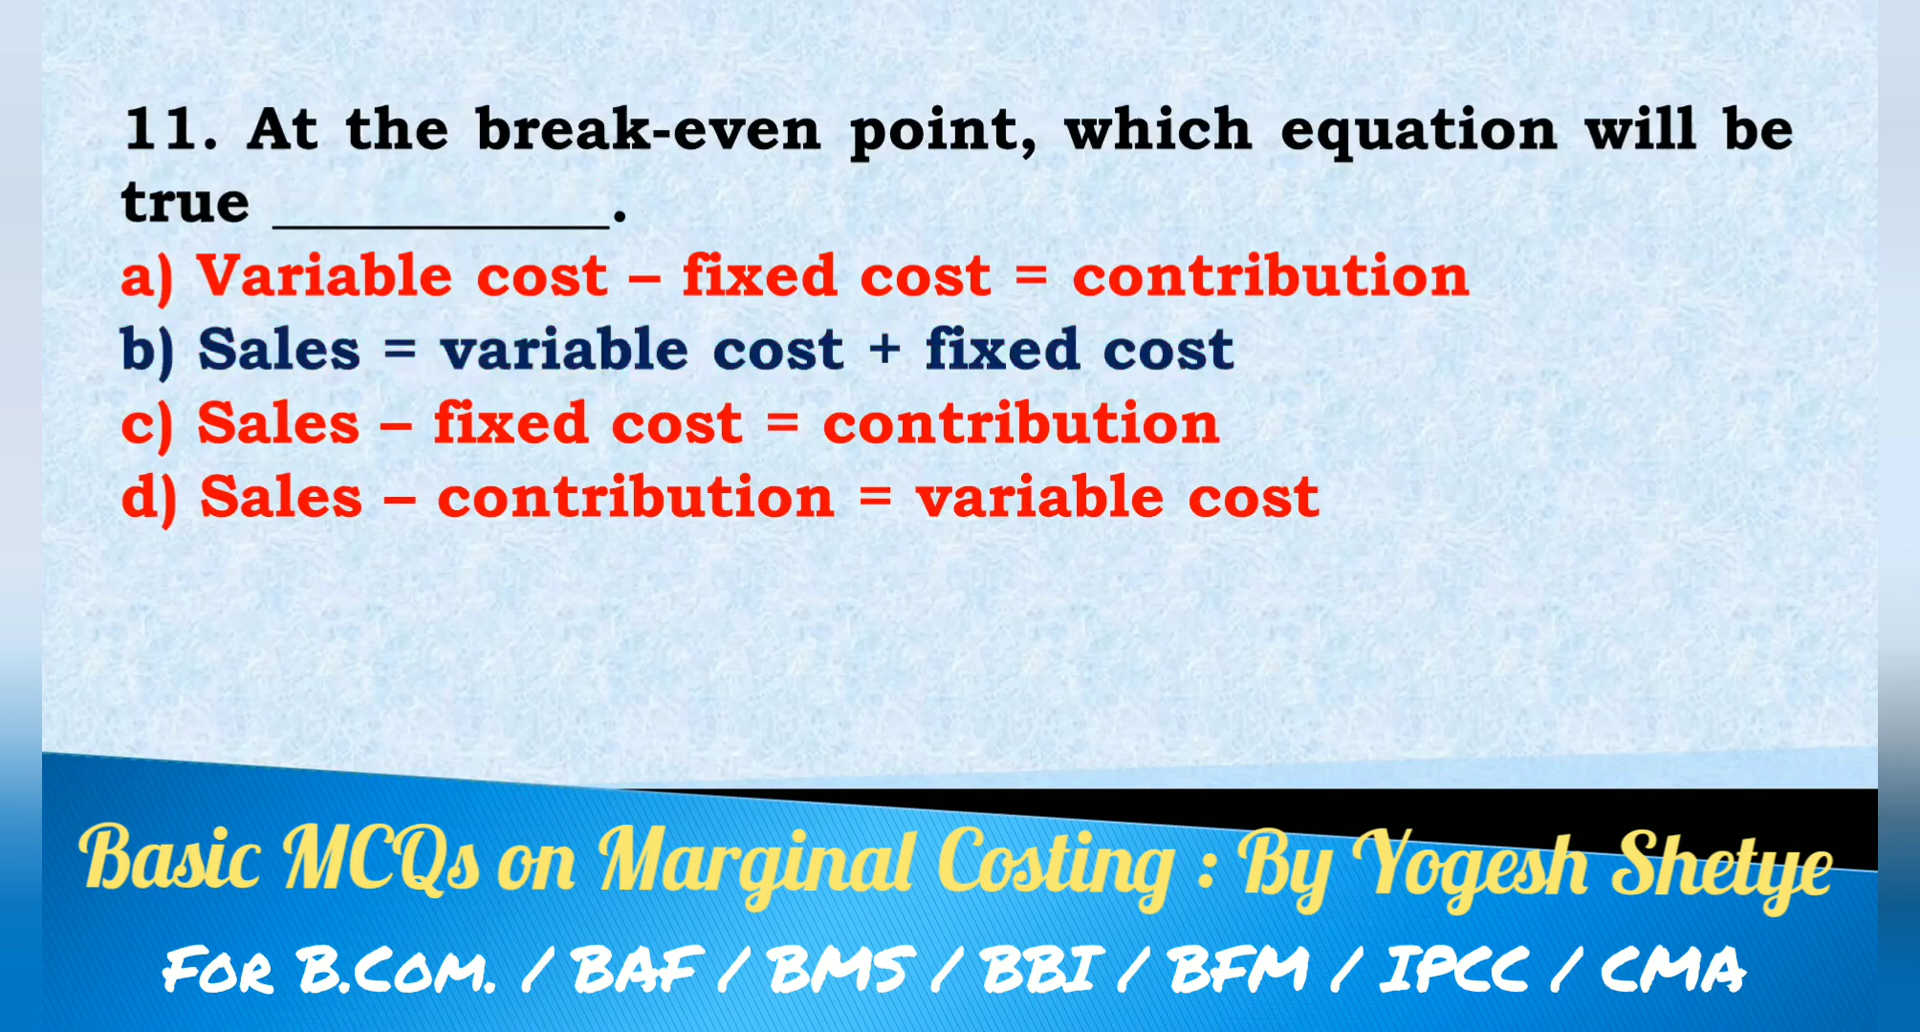 11. At the break-even point, which equation will be
true ____________.
a) Variable cost – fixed cost = contribution
b) Sales = variable cost + fixed cost
c) Sales – fixed cost = contribution
d) Sales – contribution = variable cost
Basic MCQs on Marginal Costing : By Yogesh Shetye
For B.Com. / BAF / BMS / BBI / BFM / IPCC / CMA